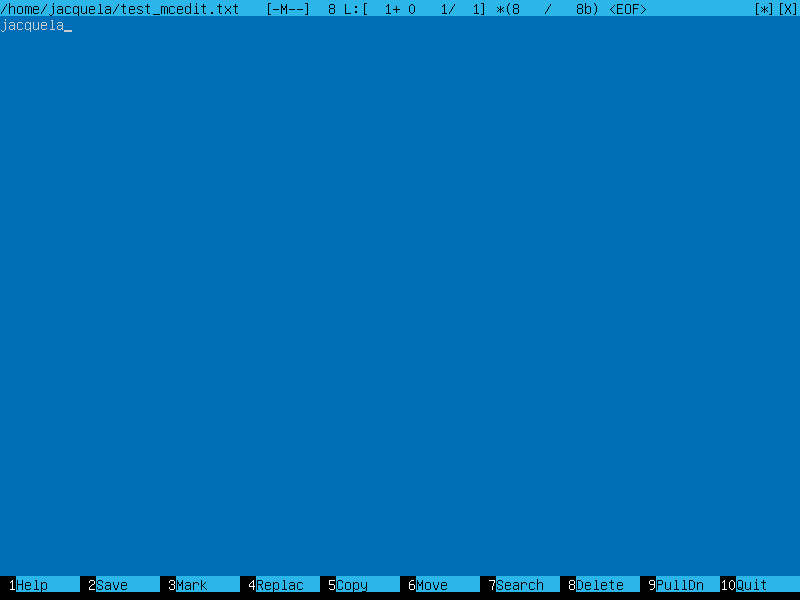 /home/jacquela/test_mcedit.txt   [-M--]  8 L:[  1+ 0   1/  1] *(8   /   8b) <EOF>             [*][X]
jacquela_
1Help 2Save 3Mark 4Replac 5Copy 6Move 7Search 8Delete 9PullDn 10Quit